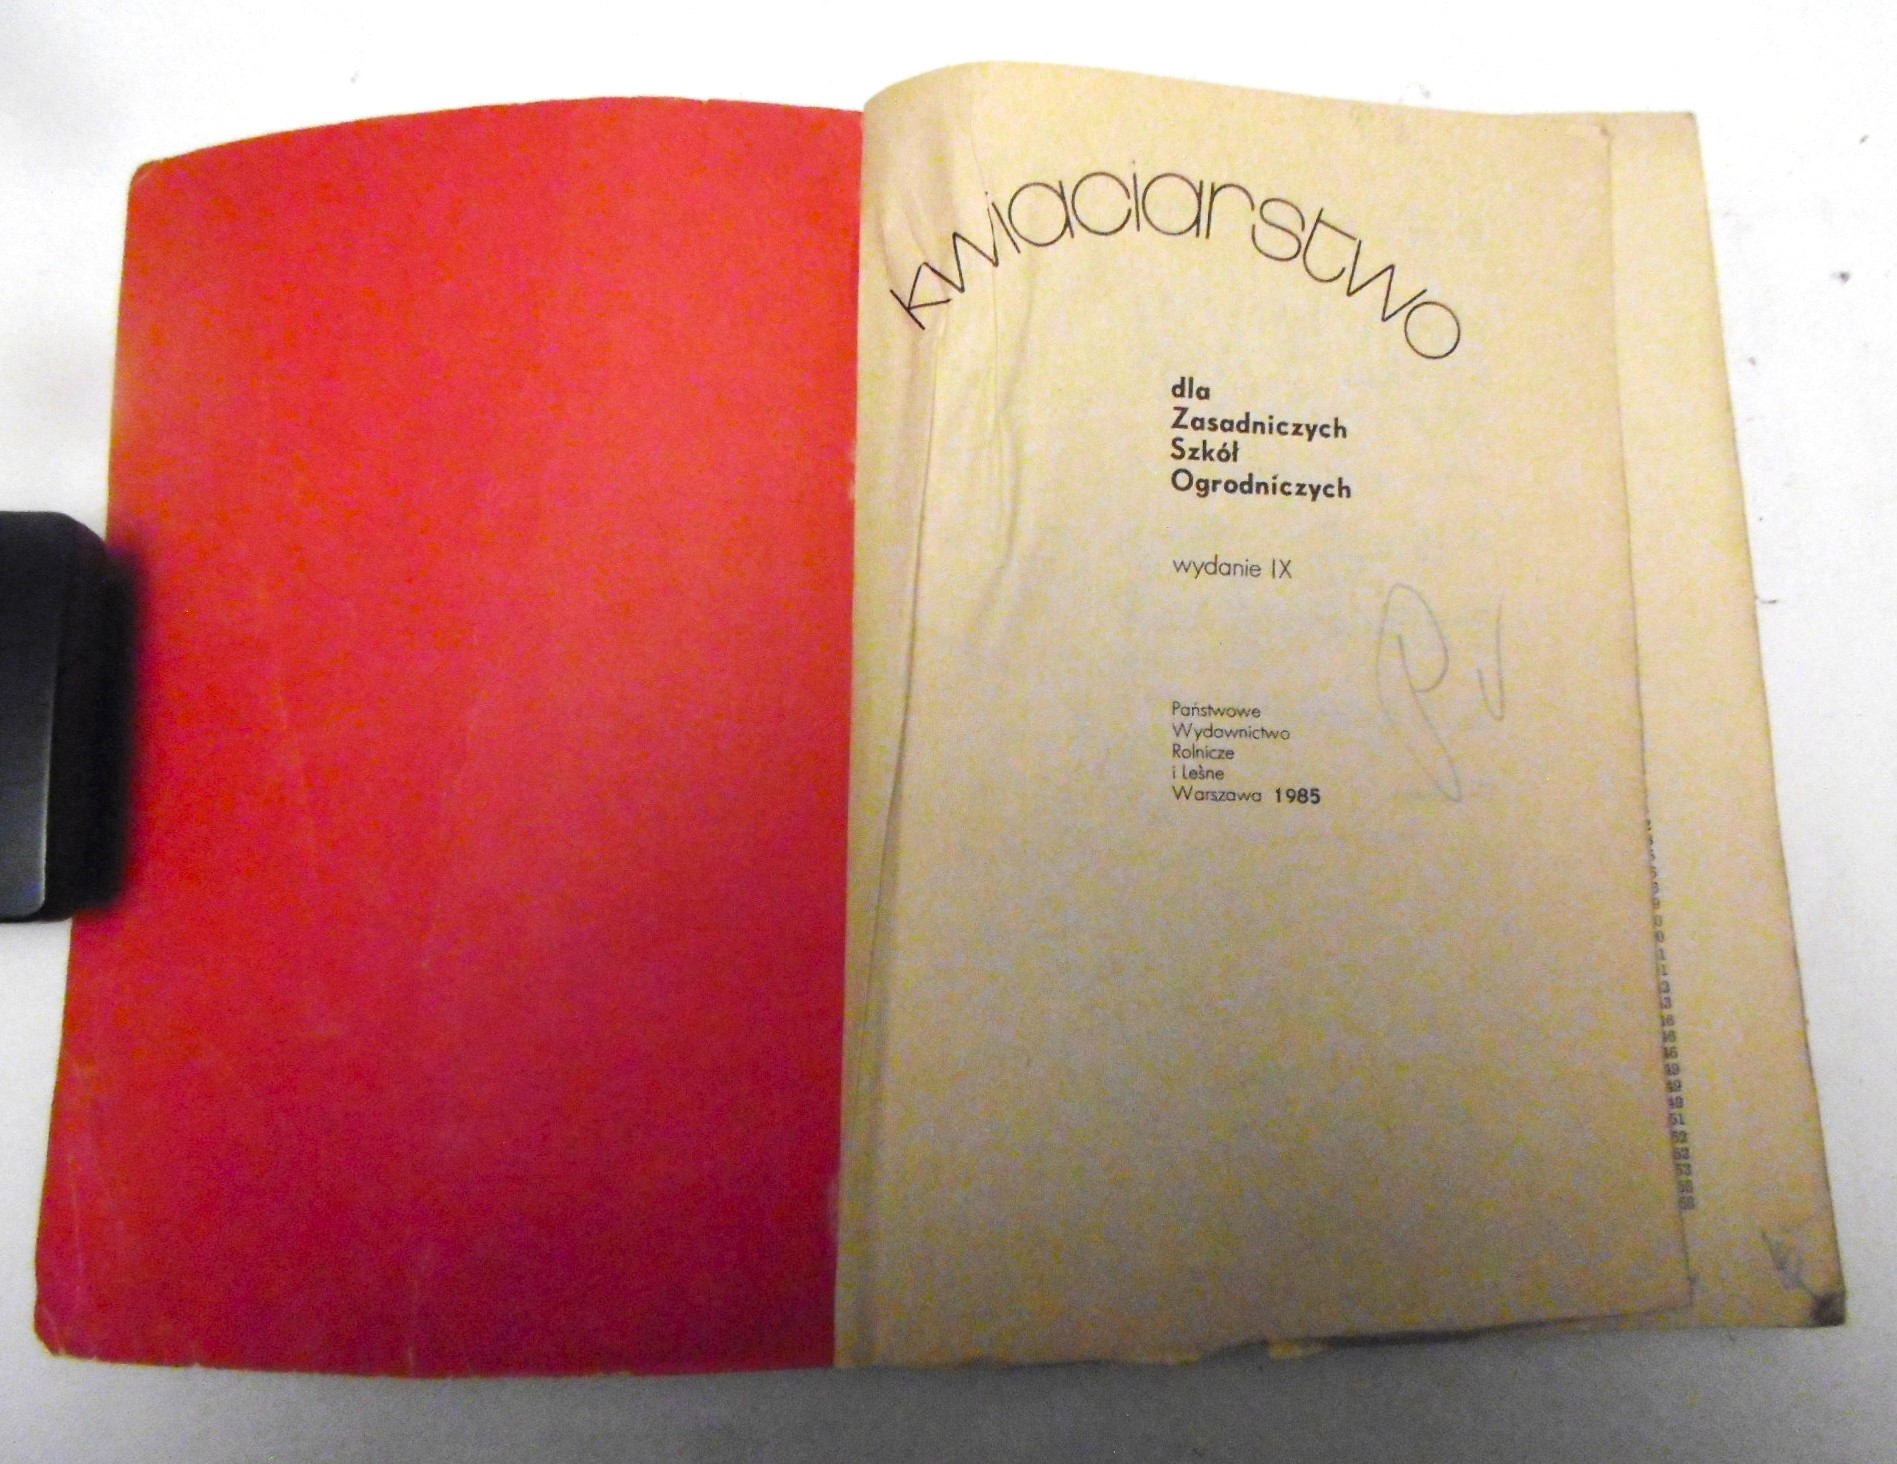 kwiaciarstwo
dla
Zasadniczych
Szkół
Ogrodniczych
wydanie IX
Państwowe
Wydawnictwo
Rolnicze
i Leśne
Warszawa 1985